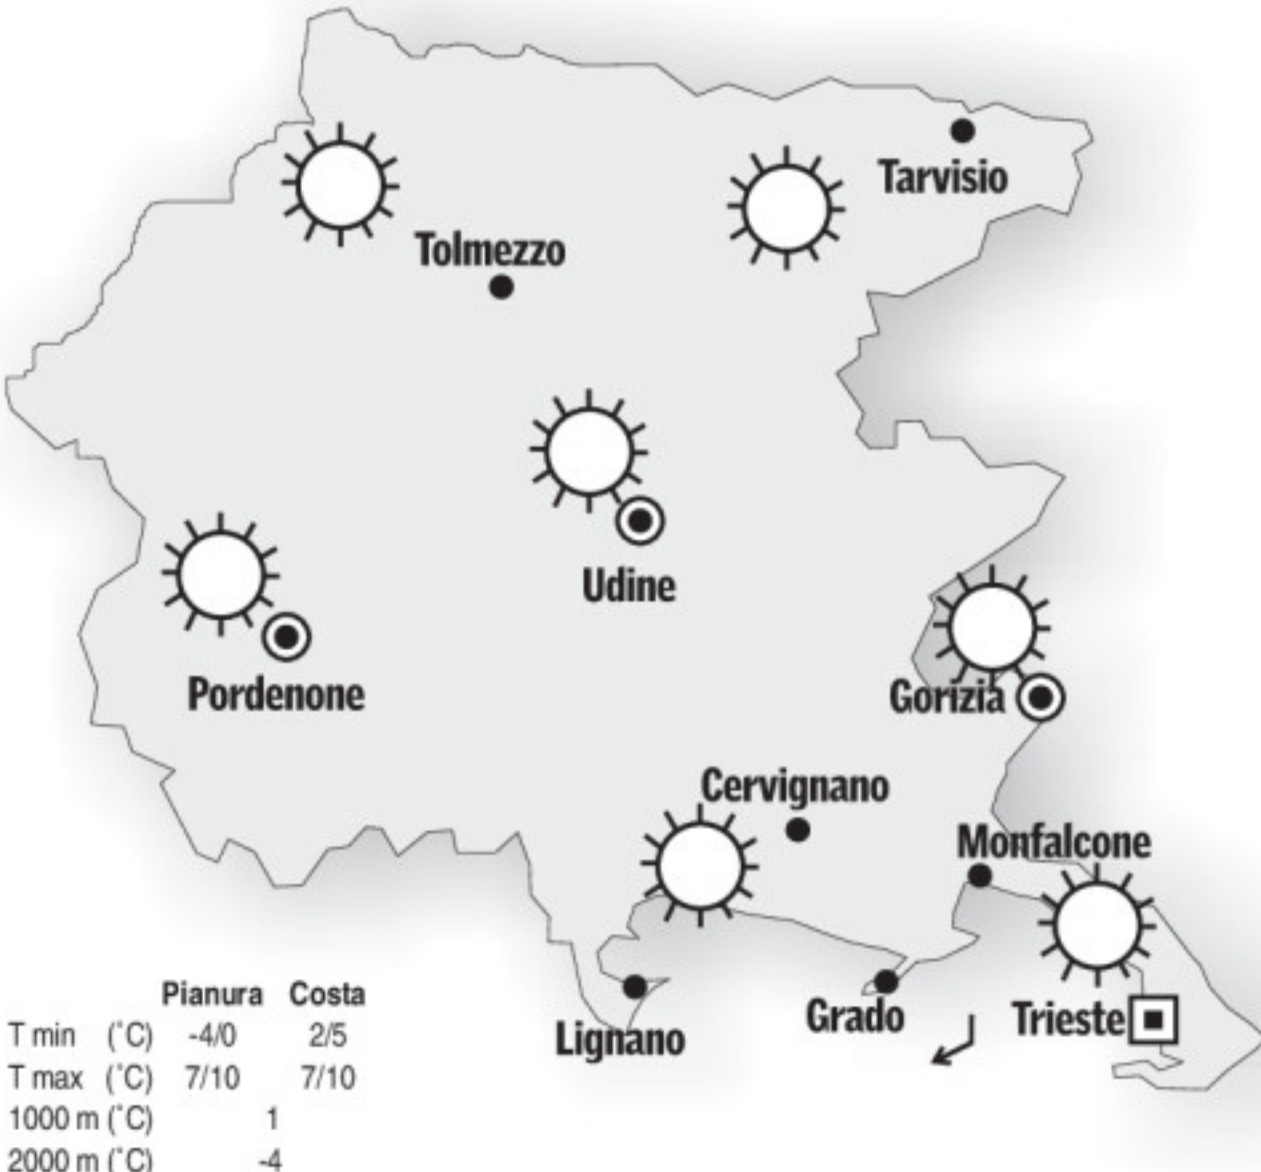 Tarvisio
Tolmezzo
Udine
Pordenone
Gorizia
Cervignano
Monfalcone
Grado
Trieste
Lignano
Pianura Costa
T min (°C) -4/0 2/5
T max (°C) 7/10 7/10
1000 m (°C) 1
2000 m (°C) -4